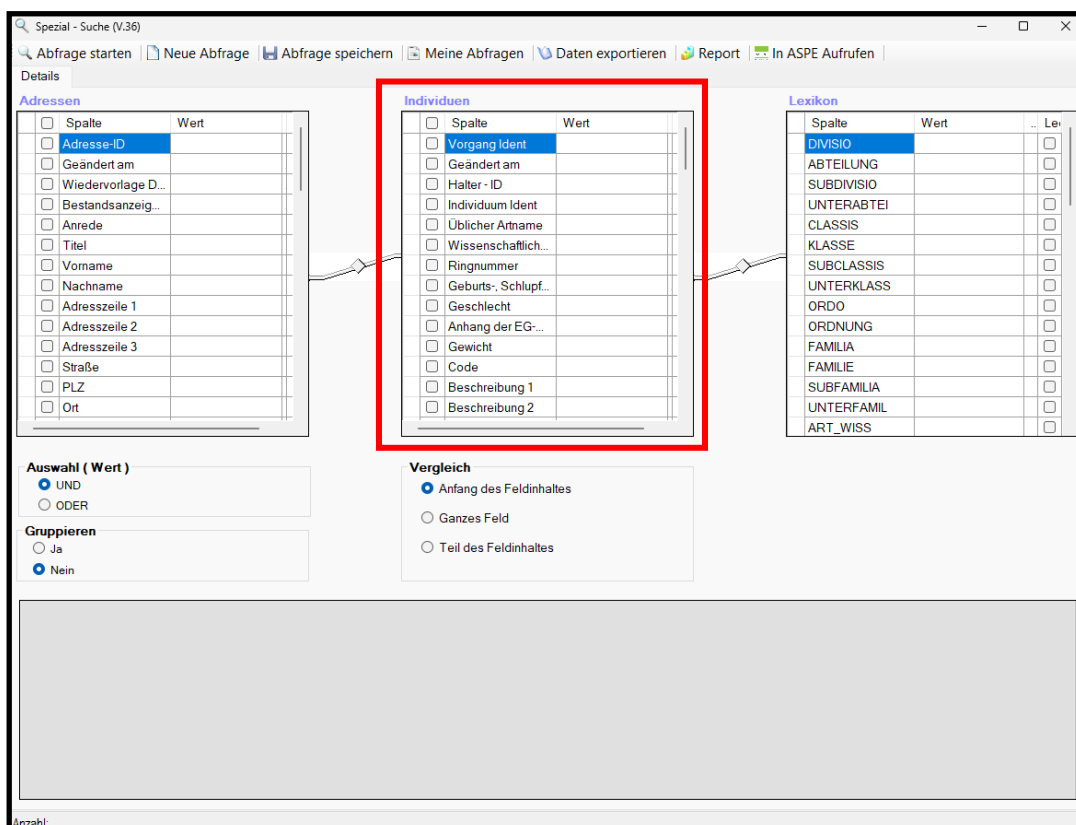 Spezial - Suche (V.36)
Abfrage starten Neue Abfrage Abfrage speichern Meine Abfragen Daten exportieren Report In ASPE Aufrufen
Details
Adressen
Spalte Wert
Adresse-ID
Geändert am
Wiedervorlage D...
Bestandsanzeig...
Anrede
Titel
Vorname
Nachname
Adresszeile 1
Adresszeile 2
Adresszeile 3
Straße
PLZ
Ort
Individuen
Spalte Wert
Vorgang Ident
Geändert am
Halter - ID
Individuum Ident
Üblicher Artname
Wissenschaftlich...
Ringnummer
Geburts-, Schlupf...
Geschlecht
Anhang der EG-...
Gewicht
Code
Beschreibung 1
Beschreibung 2
Lexikon
Spalte Wert .. Le
DIVISIO
ABTEILUNG
SUBDIVISIO
UNTERABTEI
CLASSIS
KLASSE
SUBCLASSIS
UNTERKLASS
ORDO
ORDNUNG
FAMILIA
FAMILIE
SUBFAMILIA
UNTERFAMIL
ART_WISS
Auswahl ( Wert )
UND
ODER
Gruppieren
Ja
Nein
Vergleich
Anfang des Feldinhaltes
Ganzes Feld
Teil des Feldinhaltes
Anzahl: